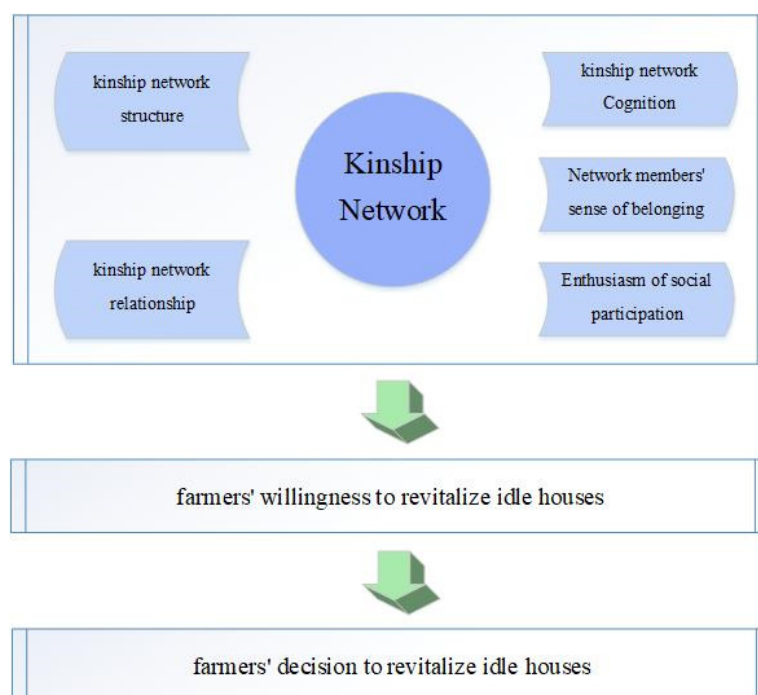 kinship network
structure
kinship network
relationship
Kinship
Network
kinship network
Cognition
Network members'
sense of belonging
Enthusiasm of social
participation
farmers' willingness to revitalize idle houses
farmers' decision to revitalize idle houses